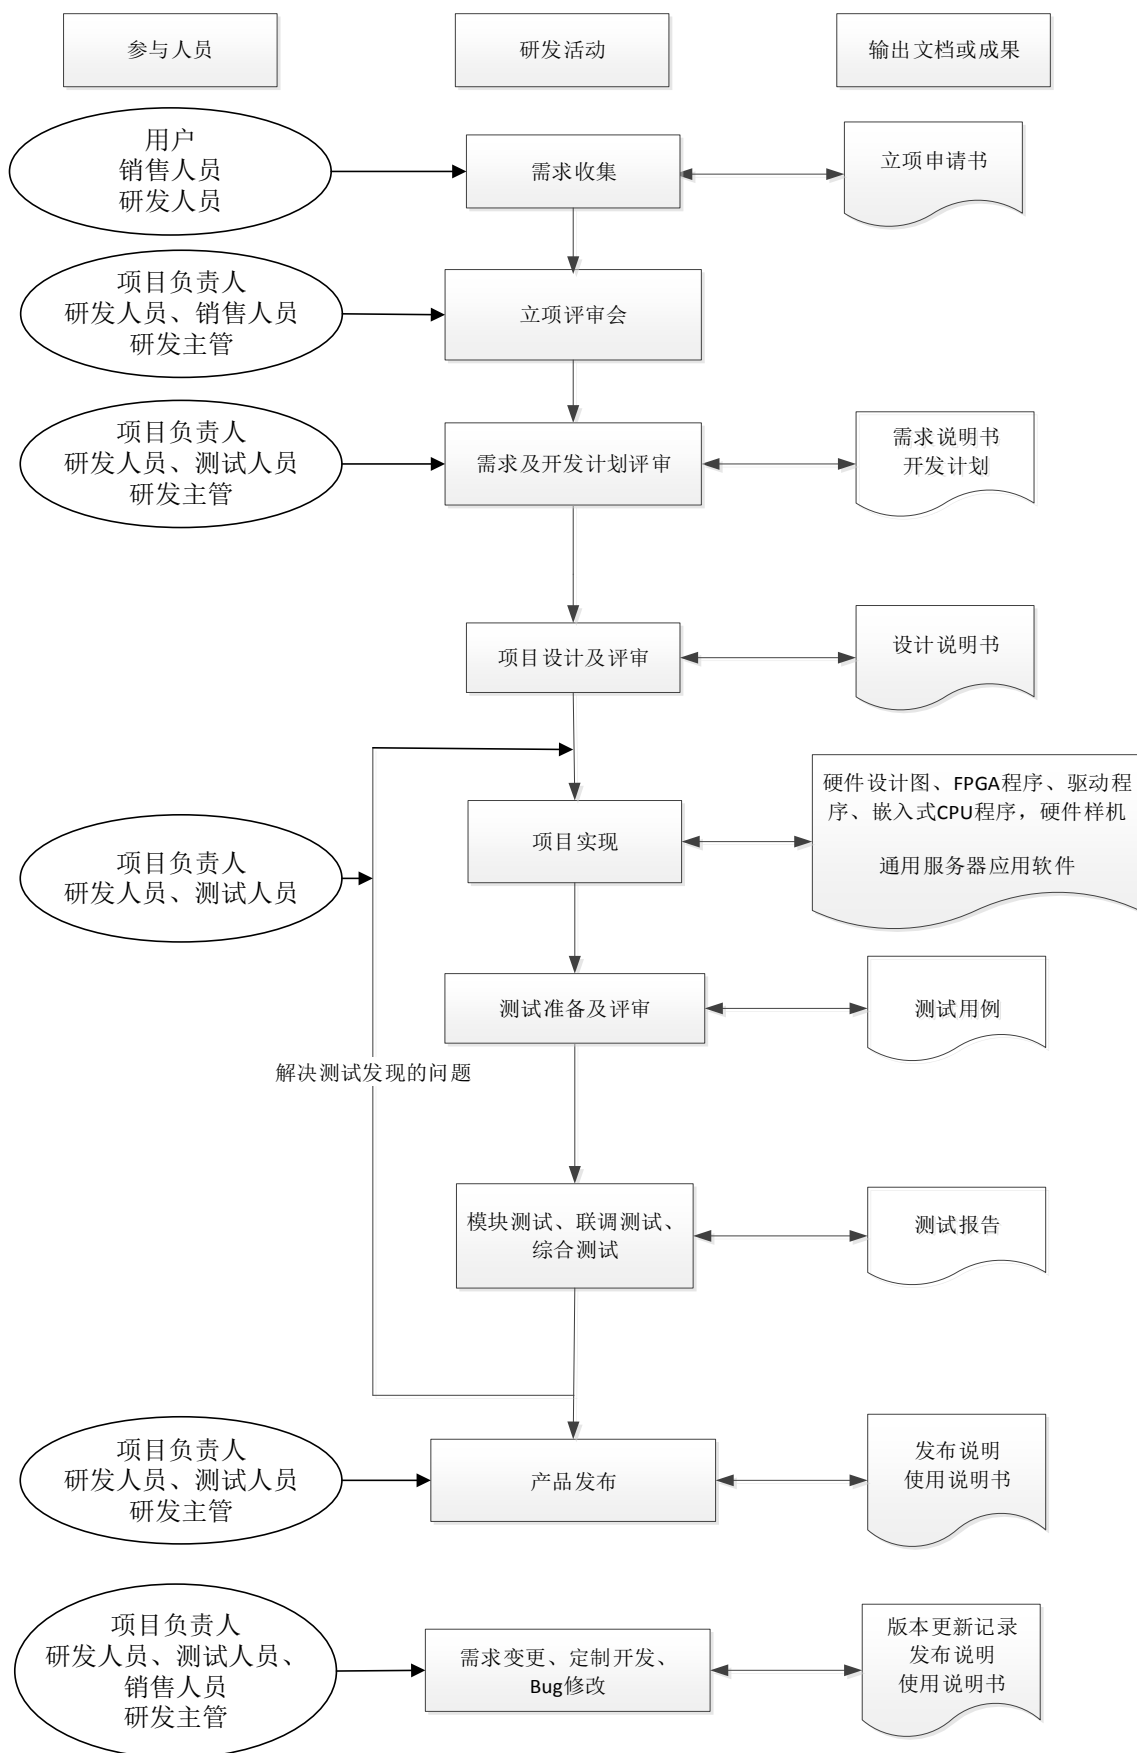 参与人员
研发活动
输出文档或成果
用户
销售人员
研发人员
需求收集
立项申请书
项目负责人
研发人员、销售人员
研发主管
立项评审会
项目负责人
研发人员、测试人员
研发主管
需求及开发计划评审
需求说明书
开发计划
项目设计及评审
设计说明书
硬件设计图、FPGA程序、驱动程
序、嵌入式CPU程序，硬件样机
通用服务器应用软件
项目实现
项目负责人
研发人员、测试人员
测试准备及评审
测试用例
解决测试发现的问题
模块测试、联调测试、
综合测试
测试报告
项目负责人
研发人员、测试人员
研发主管
产品发布
发布说明
使用说明书
项目负责人
研发人员、测试人员、
销售人员
研发主管
需求变更、定制开发、
Bug修改
版本更新记录
发布说明
使用说明书